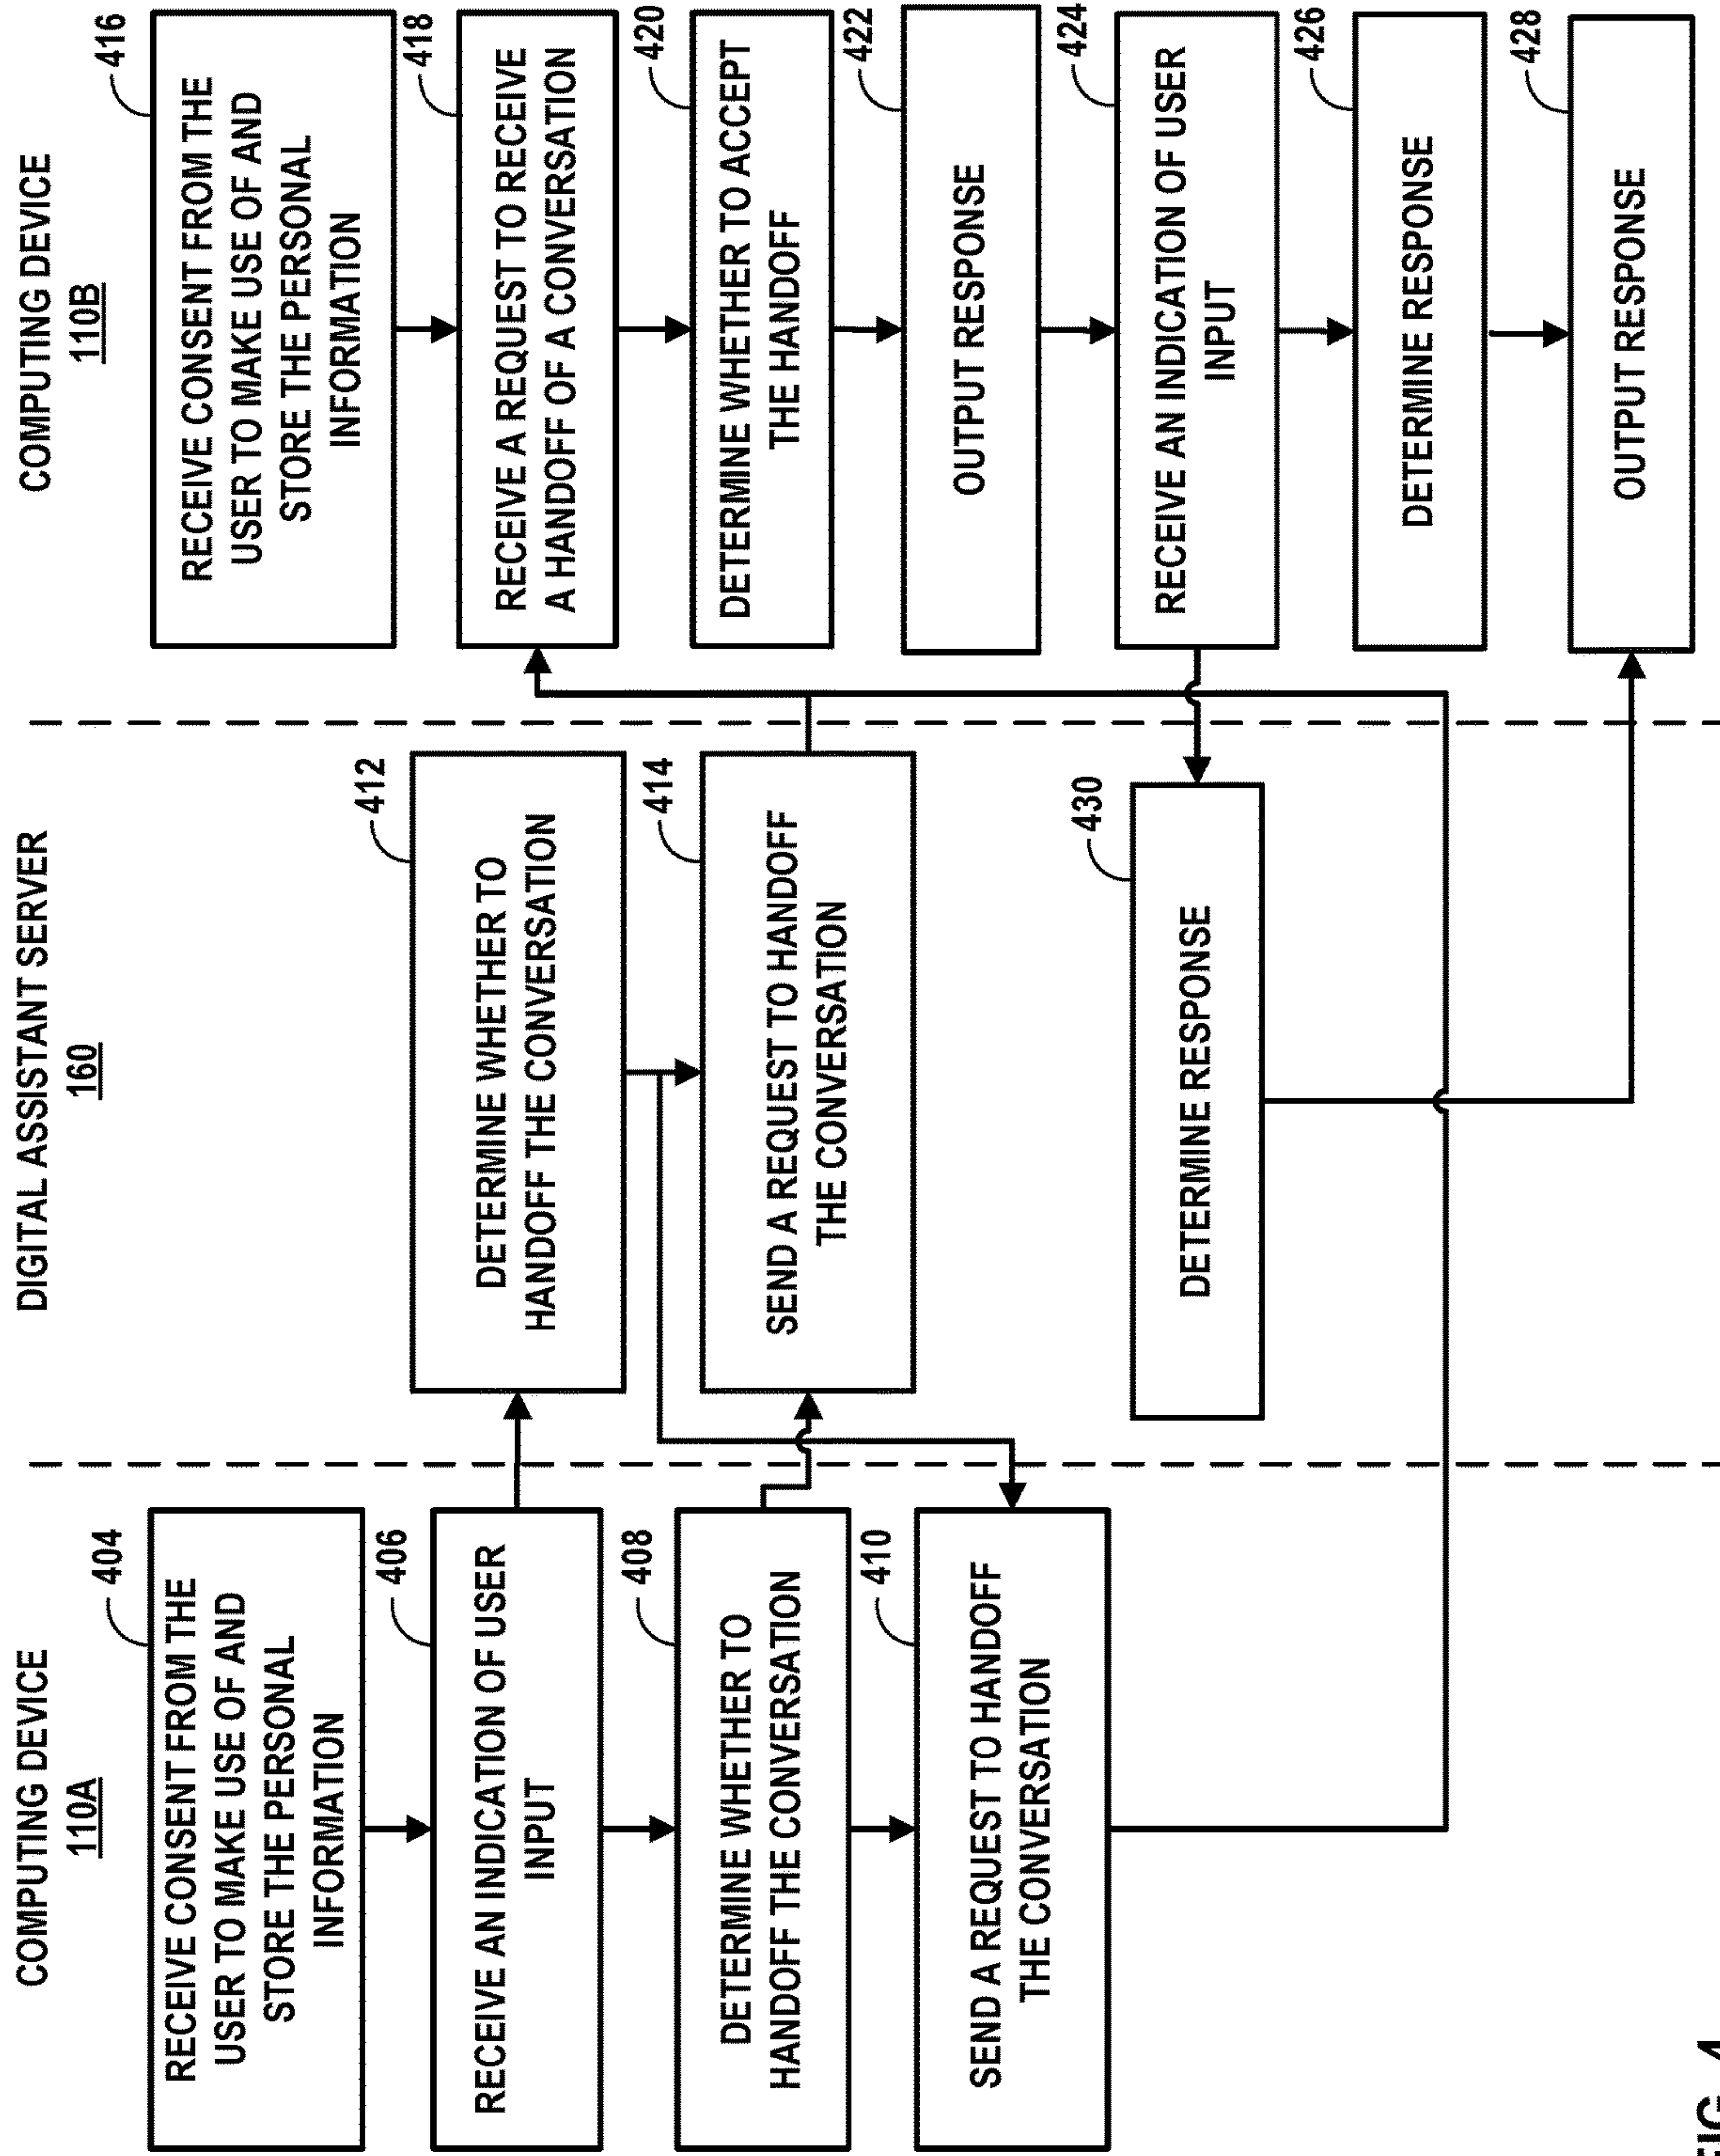 COMPUTING DEVICE
110A
404
RECEIVE CONSENT FROM THE
USER TO MAKE USE OF AND
STORE THE PERSONAL
INFORMATION
406
RECEIVE AN INDICATION OF USER
INPUT
408
DETERMINE WHETHER TO
HANDOFF THE CONVERSATION
410
SEND A REQUEST TO HANDOFF
THE CONVERSATION
DIGITAL ASSISTANT SERVER
160
412
DETERMINE WHETHER TO
HANDOFF THE CONVERSATION
414
SEND A REQUEST TO HANDOFF
THE CONVERSATION
430
DETERMINE RESPONSE
COMPUTING DEVICE
110B
416
RECEIVE CONSENT FROM THE
USER TO MAKE USE OF AND
STORE THE PERSONAL
INFORMATION
418
RECEIVE A REQUEST TO RECEIVE
A HANDOFF OF A CONVERSATION
420
DETERMINE WHETHER TO ACCEPT
THE HANDOFF
422
OUTPUT RESPONSE
424
RECEIVE AN INDICATION OF USER
INPUT
426
DETERMINE RESPONSE
428
OUTPUT RESPONSE
FIG. 4